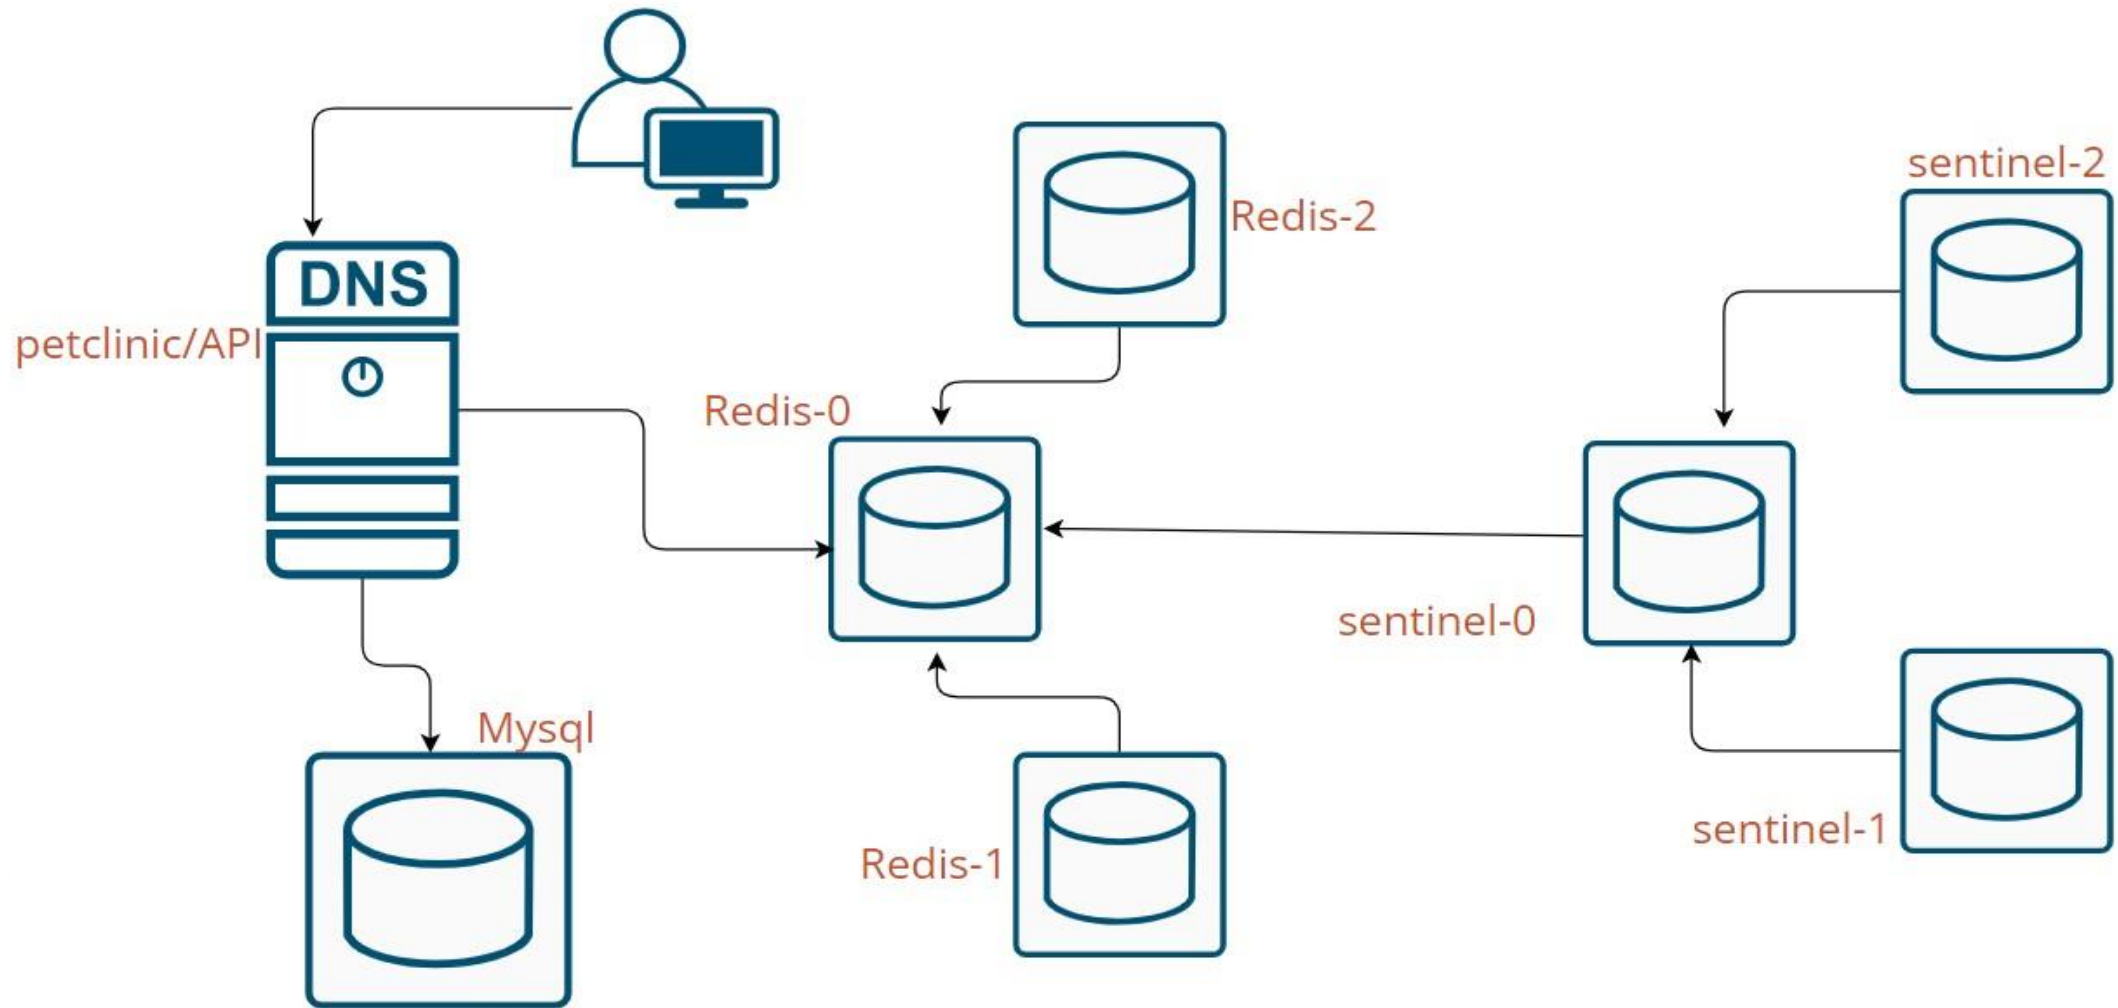 sentinel-2
Redis-2
DNS
petclinic/API
Redis-0
sentinel-0
Mysql
sentinel-1
Redis-1